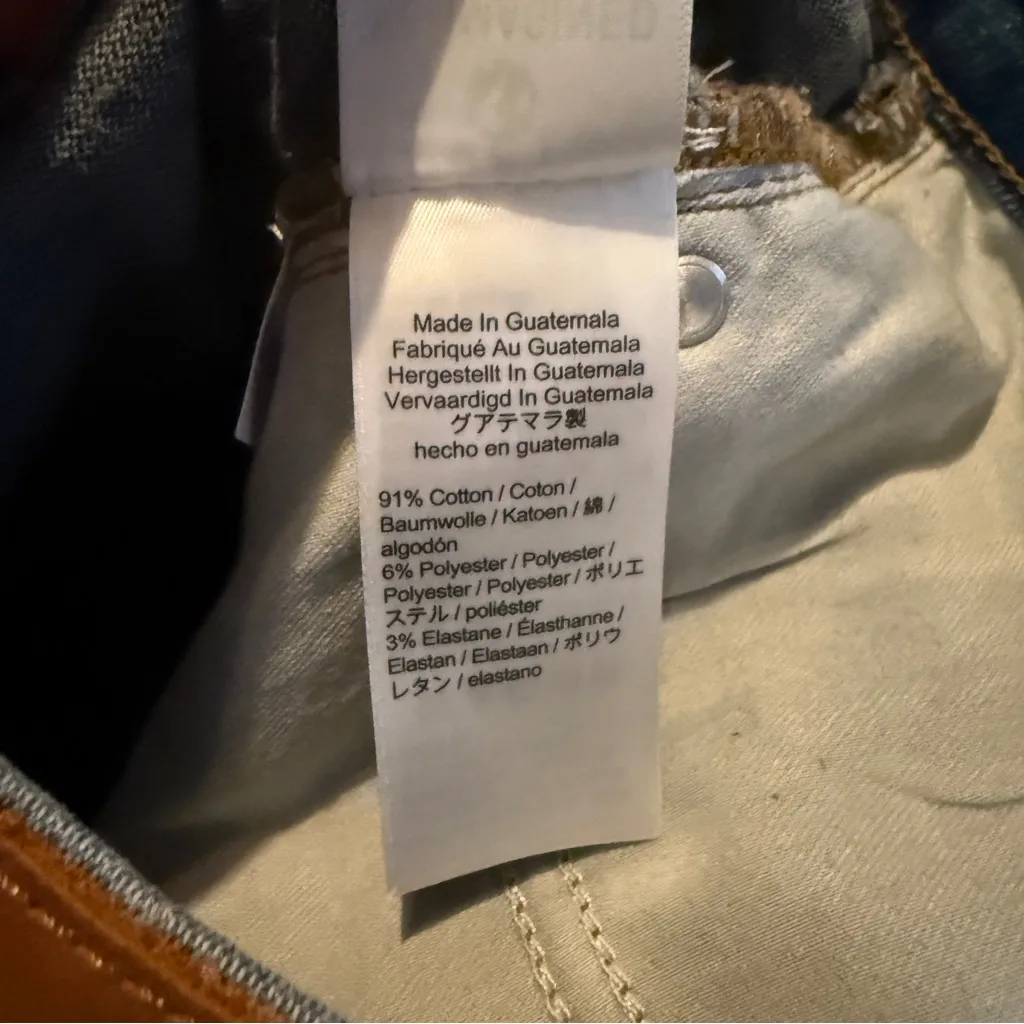 Made In Guatemala
Fabriqué Au Guatemala
Hergestellt In Guatemala
Vervaardigd In Guatemala
グアテマラ製
hecho en guatemala
91% Cotton / Coton /
Baumwolle / Katoen / 綿 /
algodón
6% Polyester / Polyester /
Polyester / Polyester / ポリエ
ステル / poliéster
3% Elastane / Élasthanne /
Elastan / Elastaan / ポリウ
レタン / elastano